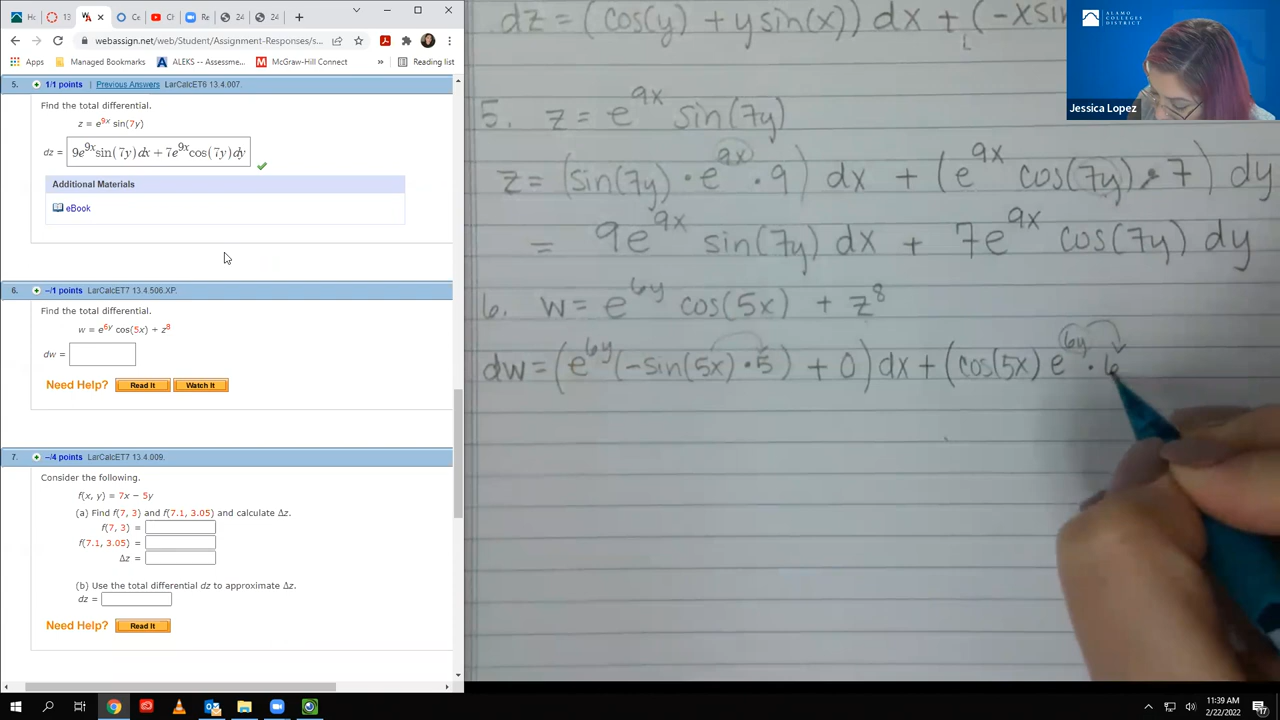 webassign.net/web/Student/Assignment-Responses/s...
Apps Managed Bookmarks ALEKS -- Assessme... McGraw-Hill Connect » Reading list
5. 1/1 points | Previous Answers LarCalcET6 13.4.007.
Find the total differential.
z = e^9x sin(7y)
dz = 9e^9x sin(7y)dx + 7e^9x cos(7y)dy
Additional Materials
eBook
6. –/1 points LarCalcET7 13.4.506.XP.
Find the total differential.
w = e^6y cos(5x) + z^8
dw =
Need Help? Read It Watch It
7. –/4 points LarCalcET7 13.4.009.
Consider the following.
f(x, y) = 7x − 5y
(a) Find f(7, 3) and f(7.1, 3.05) and calculate Δz.
f(7, 3) =
f(7.1, 3.05) =
Δz =
(b) Use the total differential dz to approximate Δz.
dz =
Need Help? Read It
dz = (cos(y) + y sin(x)) dx + (-x sin
5. z = e^9x sin(7y)
z = (sin(7y) • e^9x • 9) dx + (e^9x cos(7y) • 7) dy
= 9e^9x sin(7y) dx + 7e^9x cos(7y) dy
6. w = e^6y cos(5x) + z^8
dw = (e^6y (-sin(5x) • 5) + 0) dx + (cos(5x) e^6y • 6
ALAMO
COLLEGES
DISTRICT
Jessica Lopez
11:39 AM
2/22/2022
17